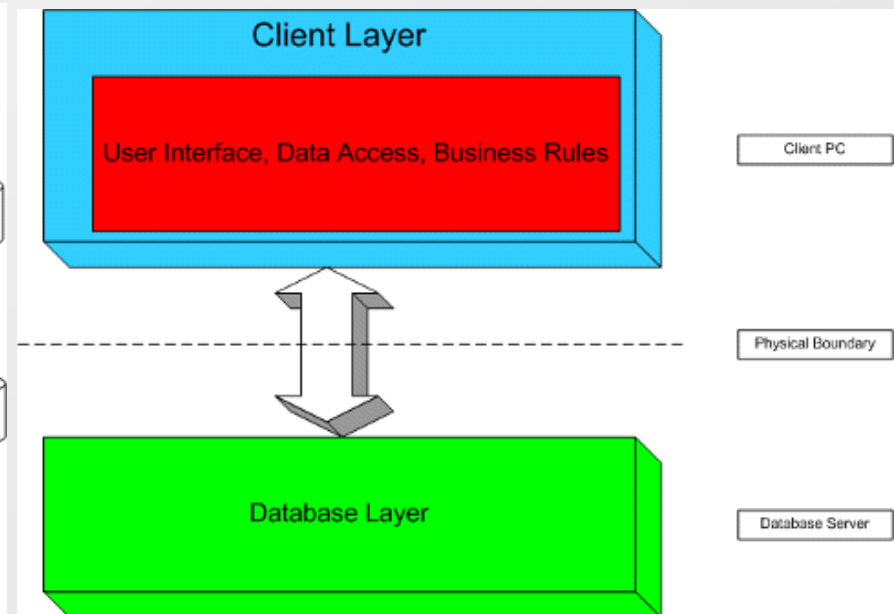 Client Layer
User Interface, Data Access, Business Rules
Client PC
Physical Boundary
Database Layer
Database Server